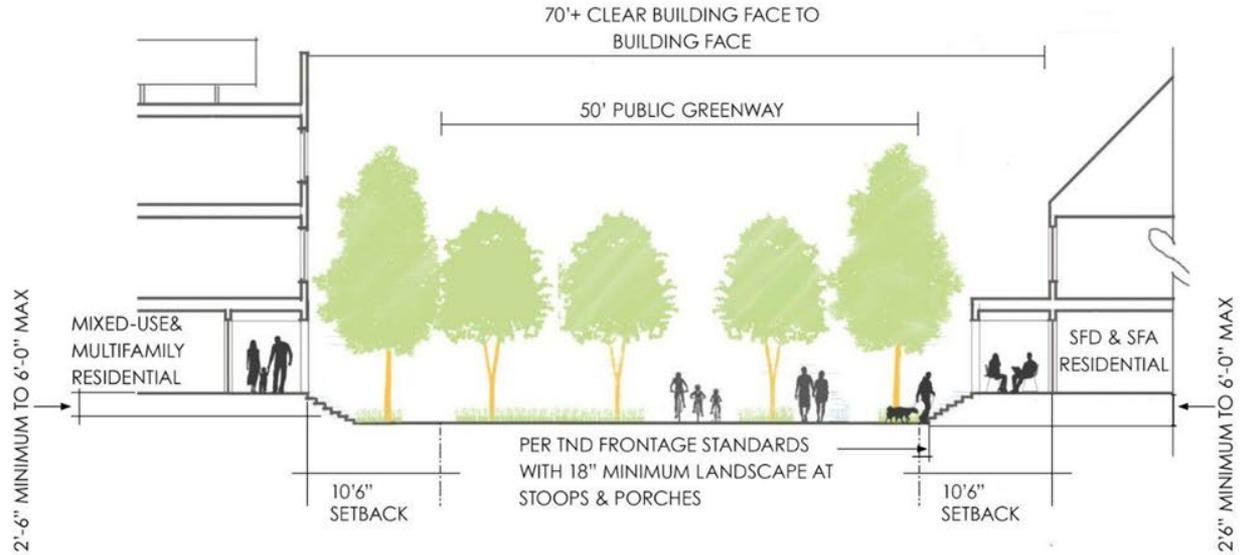 70'+ CLEAR BUILDING FACE TO
BUILDING FACE
50' PUBLIC GREENWAY
MIXED-USE&
MULTIFAMILY
RESIDENTIAL
SFD & SFA
RESIDENTIAL
2'-6" MINIMUM TO 6'-0" MAX
2'6" MINIMUM TO 6'-0" MAX
PER TND FRONTAGE STANDARDS
WITH 18" MINIMUM LANDSCAPE AT
STOOPS & PORCHES
10'6"
SETBACK
10'6"
SETBACK